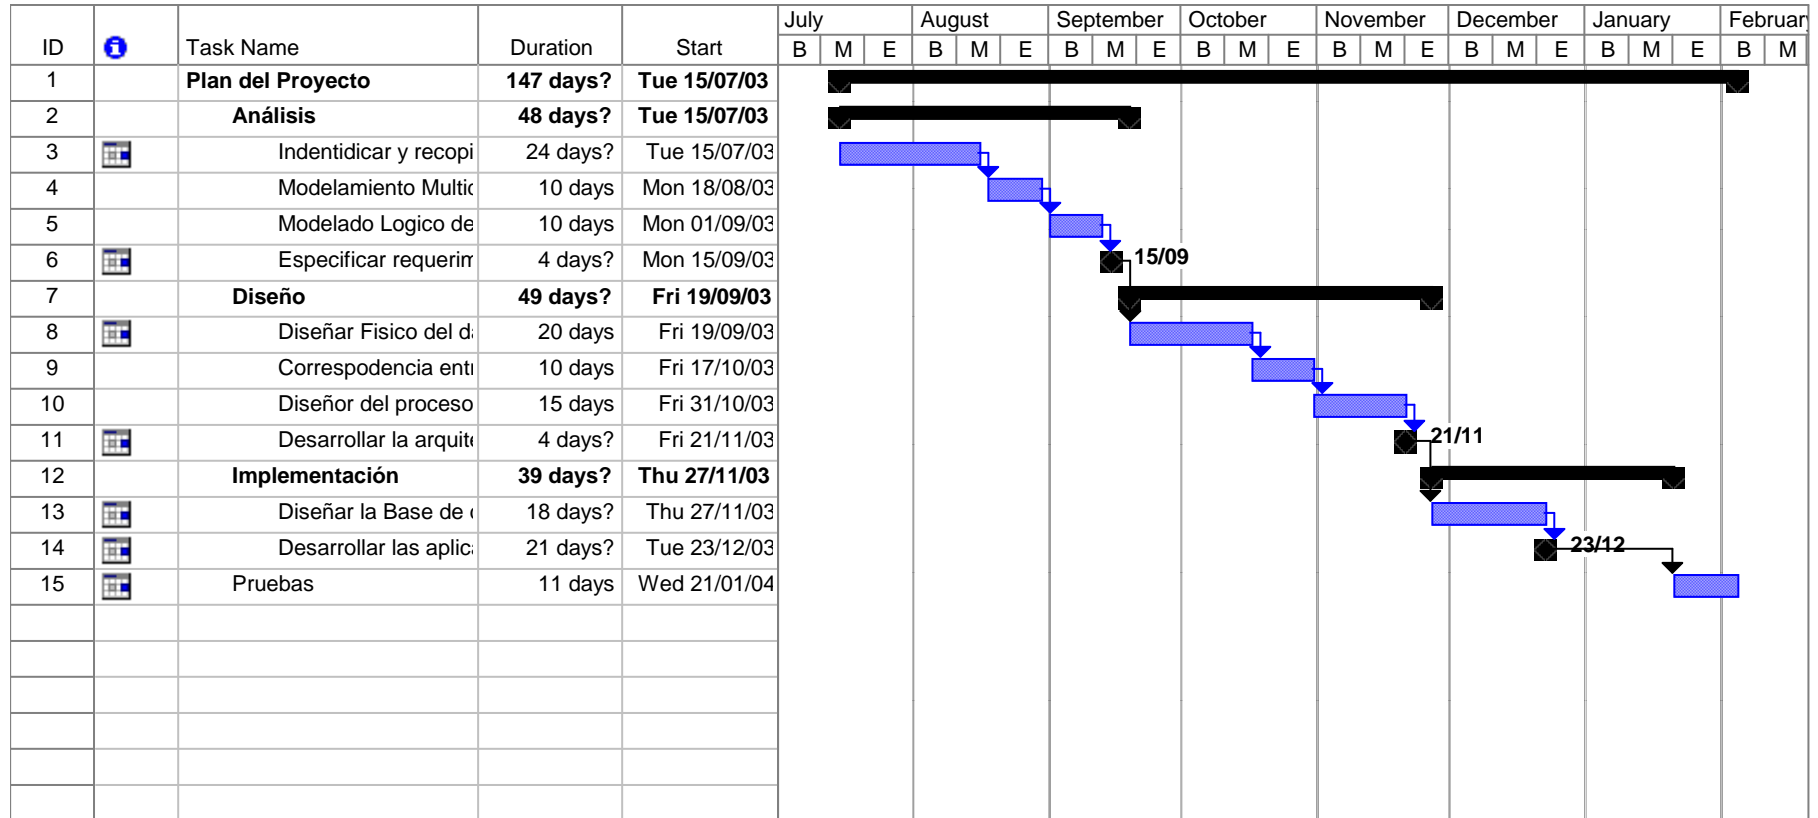 July August September October November December January Februar
ID Task Name Duration Start B M E B M E B M E B M E B M E B M E B M E B M
1 Plan del Proyecto 147 days? Tue 15/07/03
2 Análisis 48 days? Tue 15/07/03
3 Indentidicar y recopi 24 days? Tue 15/07/03
4 Modelamiento Multid 10 days Mon 18/08/03
5 Modelado Logico de 10 days Mon 01/09/03
6 Especificar requerim 4 days? Mon 15/09/03 15/09
7 Diseño 49 days? Fri 19/09/03
8 Diseñar Fisico del da 20 days Fri 19/09/03
9 Correspodencia entr 10 days Fri 17/10/03
10 Diseñor del proceso 15 days Fri 31/10/03
11 Desarrollar la arquite 4 days? Fri 21/11/03 21/11
12 Implementación 39 days? Thu 27/11/03
13 Diseñar la Base de 18 days? Thu 27/11/03
14 Desarrollar las aplica 21 days? Tue 23/12/03 23/12
15 Pruebas 11 days Wed 21/01/04